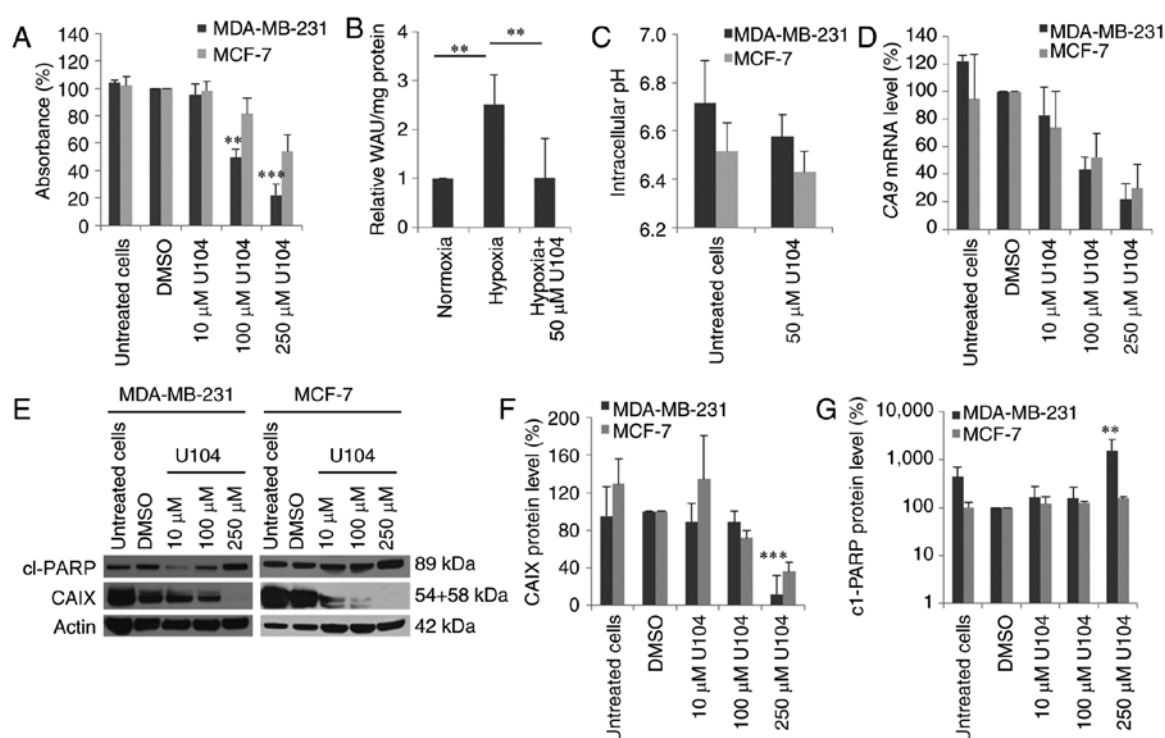 A
MDA-MB-231
MCF-7
Absorbance (%)
140
120
100
80
60
40
20
0
**
***
Untreated cells
DMSO
10 μM U104
100 μM U104
250 μM U104
B
Relative WAU/mg protein
4
3
2
1
0
**
**
Normoxia
Hypoxia
Hypoxia+
50 μM U104
C
MDA-MB-231
MCF-7
Intracellular pH
7.0
6.8
6.6
6.4
6.2
Untreated cells
50 μM U104
D
MDA-MB-231
MCF-7
CA9 mRNA level (%)
140
120
100
80
60
40
20
0
Untreated cells
DMSO
10 μM U104
100 μM U104
250 μM U104
E
MDA-MB-231
MCF-7
U104
U104
Untreated cells
DMSO
10 μM
100 μM
250 μM
Untreated cells
DMSO
10 μM
100 μM
250 μM
cl-PARP
89 kDa
CAIX
54+58 kDa
Actin
42 kDa
F
MDA-MB-231
MCF-7
CAIX protein level (%)
200
160
120
80
40
0
***
Untreated cells
DMSO
10 μM U104
100 μM U104
250 μM U104
G
MDA-MB-231
MCF-7
c1-PARP protein level (%)
10,000
1,000
100
10
1
**
Untreated cells
DMSO
10 μM U104
100 μM U104
250 μM U104